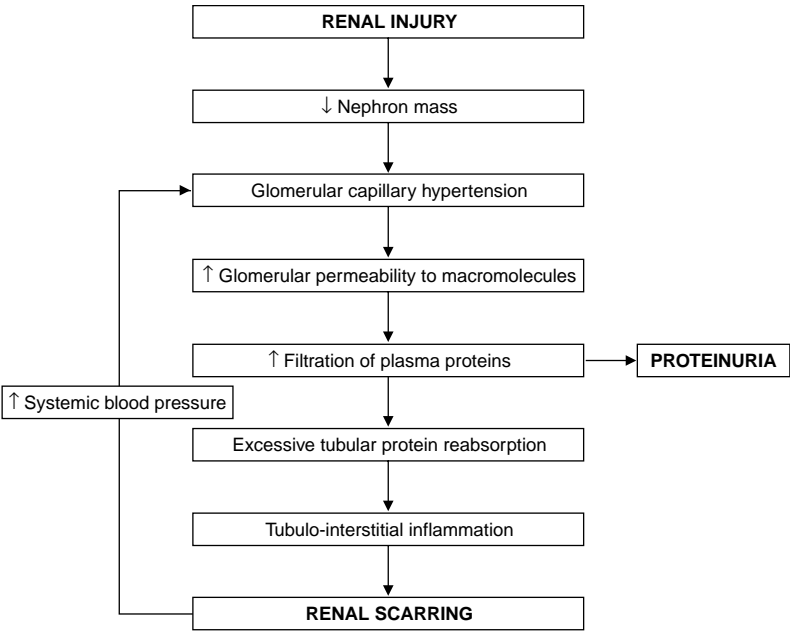 RENAL INJURY
↓ Nephron mass
Glomerular capillary hypertension
↑ Glomerular permeability to macromolecules
↑ Filtration of plasma proteins
PROTEINURIA
↑ Systemic blood pressure
Excessive tubular protein reabsorption
Tubulo-interstitial inflammation
RENAL SCARRING